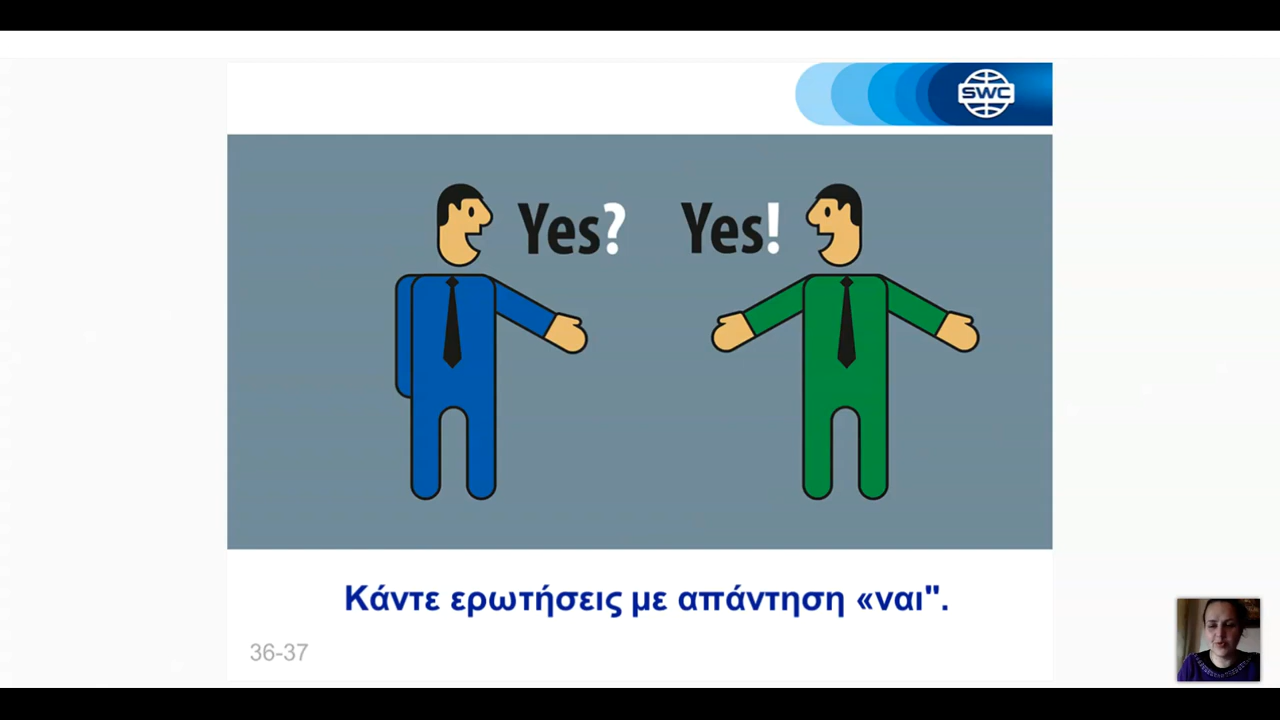 SWC
Yes? Yes!
Κάντε ερωτήσεις με απάντηση «ναι".
36-37